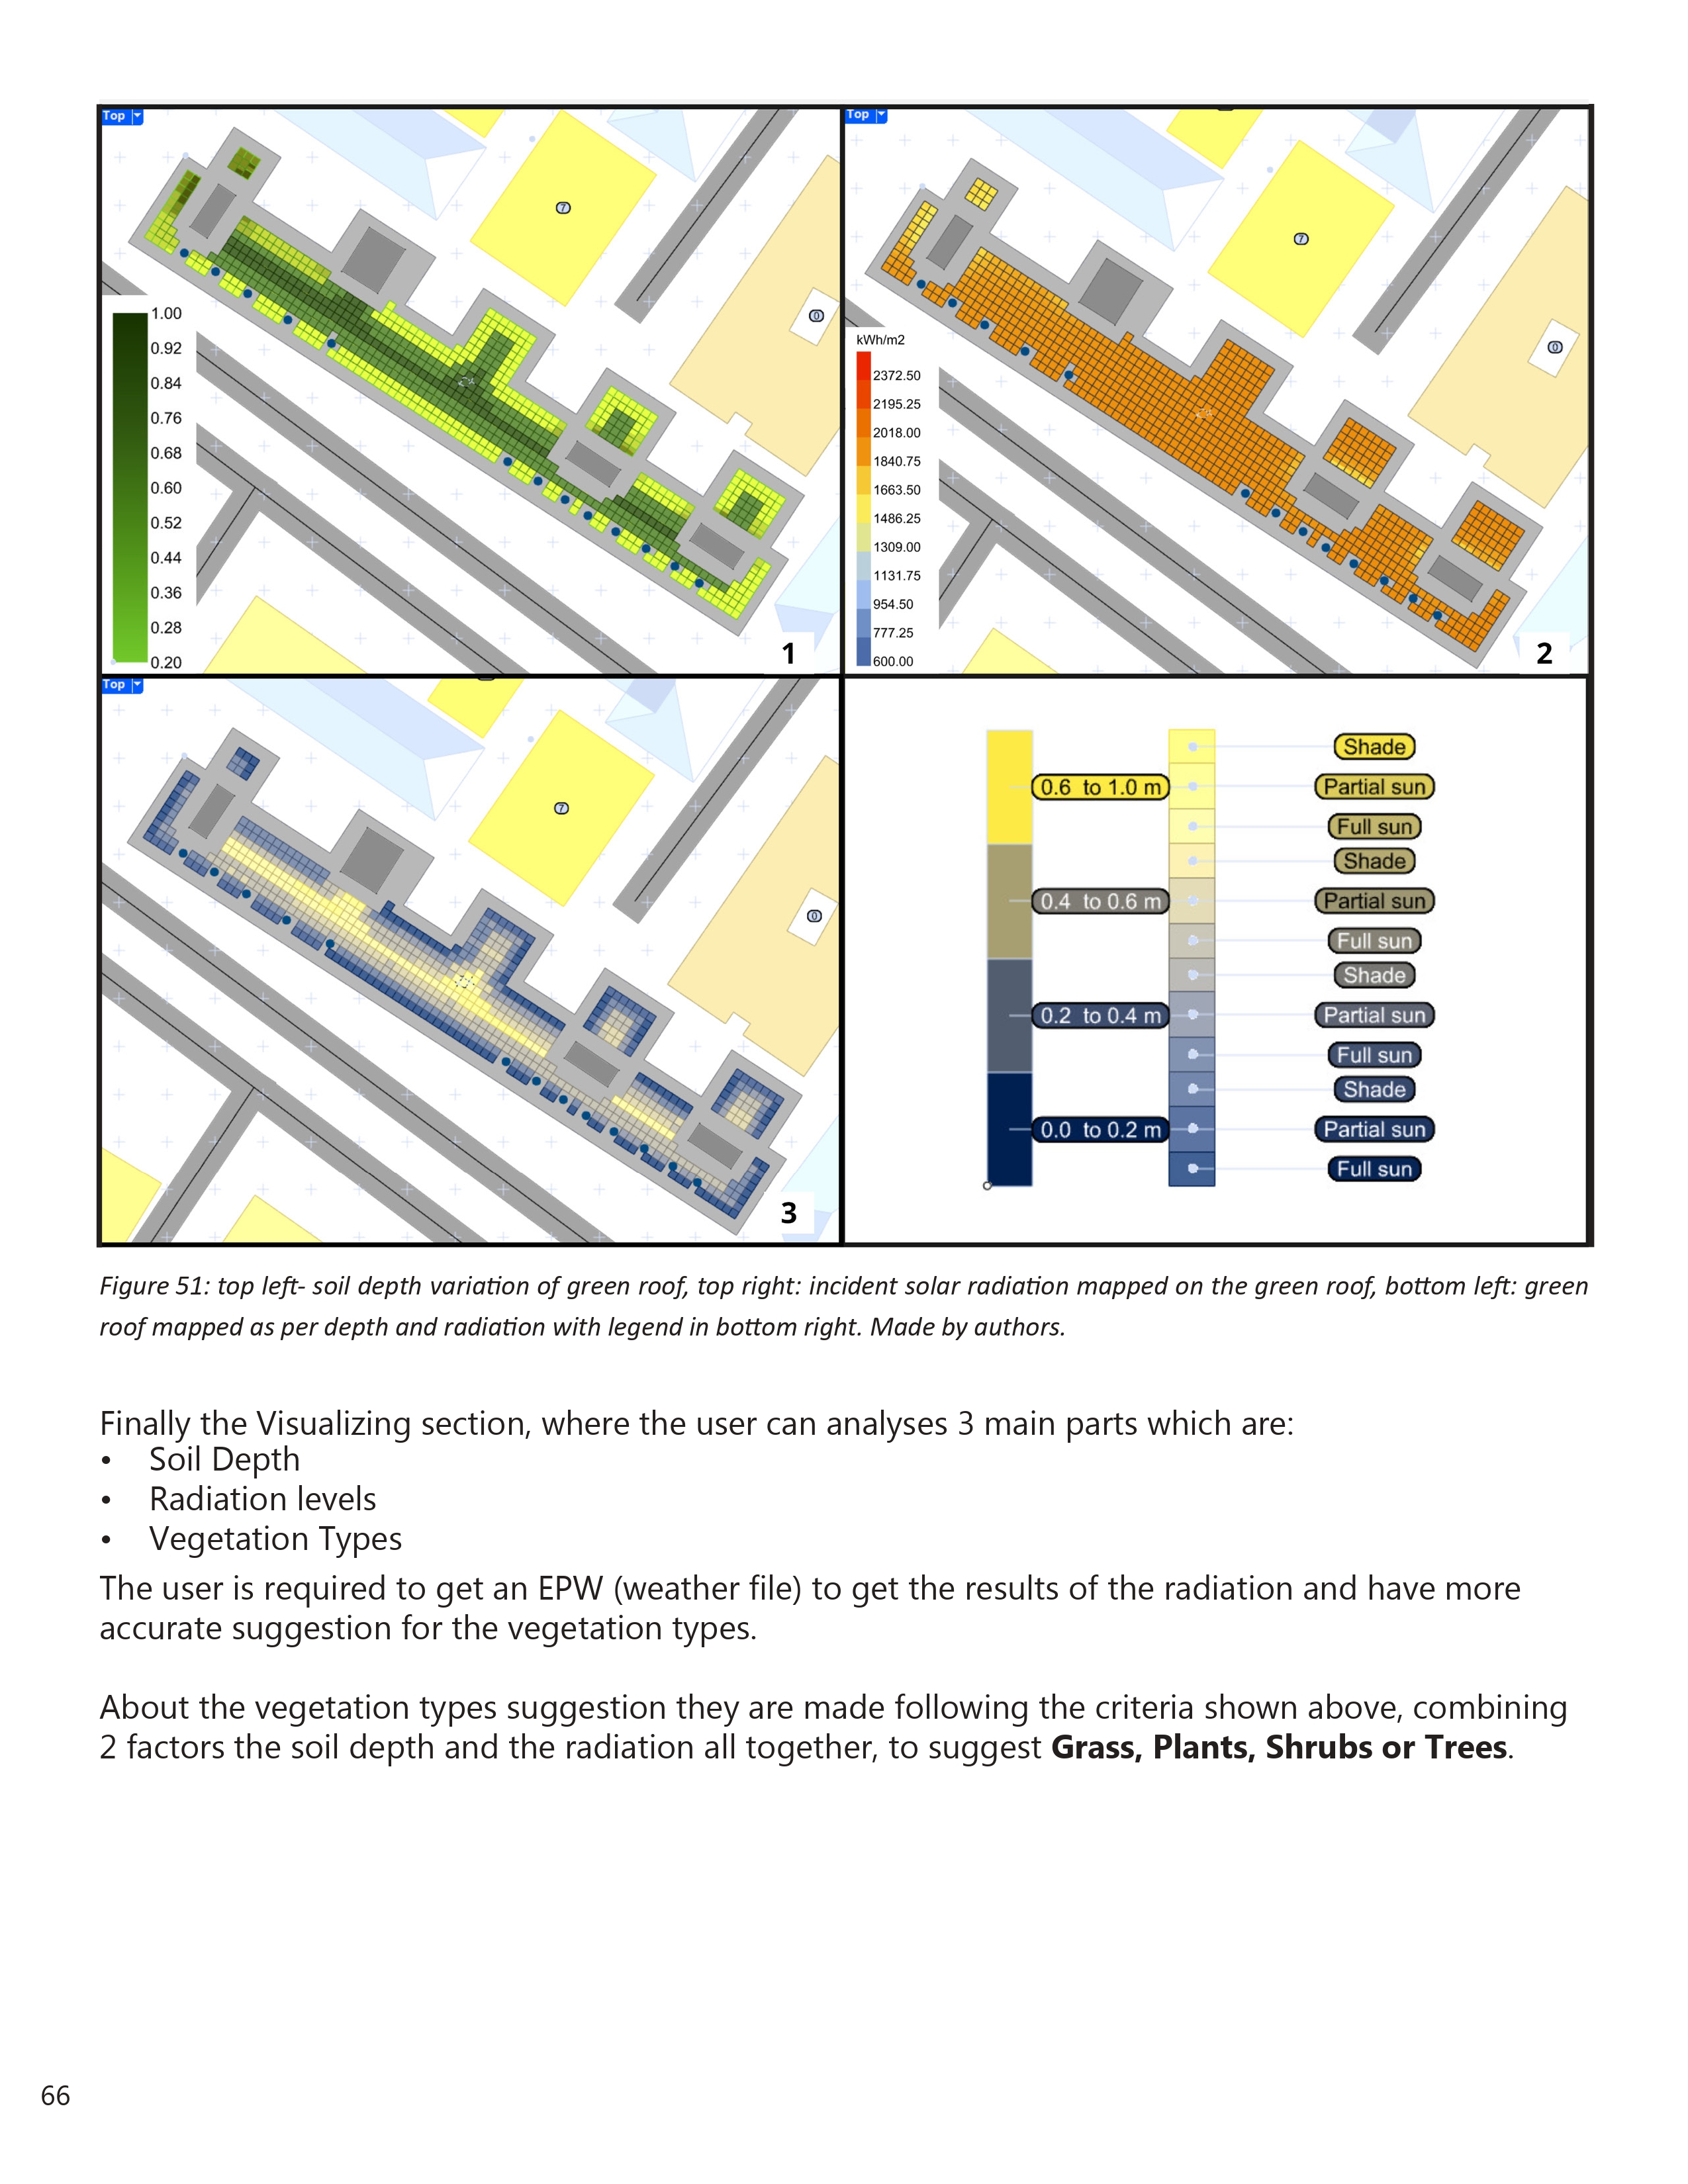 Top
7
0
1.00
0.92
0.84
0.76
0.68
0.60
0.52
0.44
0.36
0.28
0.20
1
Top
7
0
kWh/m2
2372.50
2195.25
2018.00
1840.75
1663.50
1486.25
1309.00
1131.75
954.50
777.25
600.00
2
Top
7
0
3
Shade
0.6 to 1.0 m
Partial sun
Full sun
Shade
0.4 to 0.6 m
Partial sun
Full sun
Shade
0.2 to 0.4 m
Partial sun
Full sun
Shade
0.0 to 0.2 m
Partial sun
Full sun
Figure 51: top left- soil depth variation of green roof, top right: incident solar radiation mapped on the green roof, bottom left: green
roof mapped as per depth and radiation with legend in bottom right. Made by authors.
Finally the Visualizing section, where the user can analyses 3 main parts which are:
• Soil Depth
• Radiation levels
• Vegetation Types
The user is required to get an EPW (weather file) to get the results of the radiation and have more
accurate suggestion for the vegetation types.
About the vegetation types suggestion they are made following the criteria shown above, combining
2 factors the soil depth and the radiation all together, to suggest Grass, Plants, Shrubs or Trees.
66